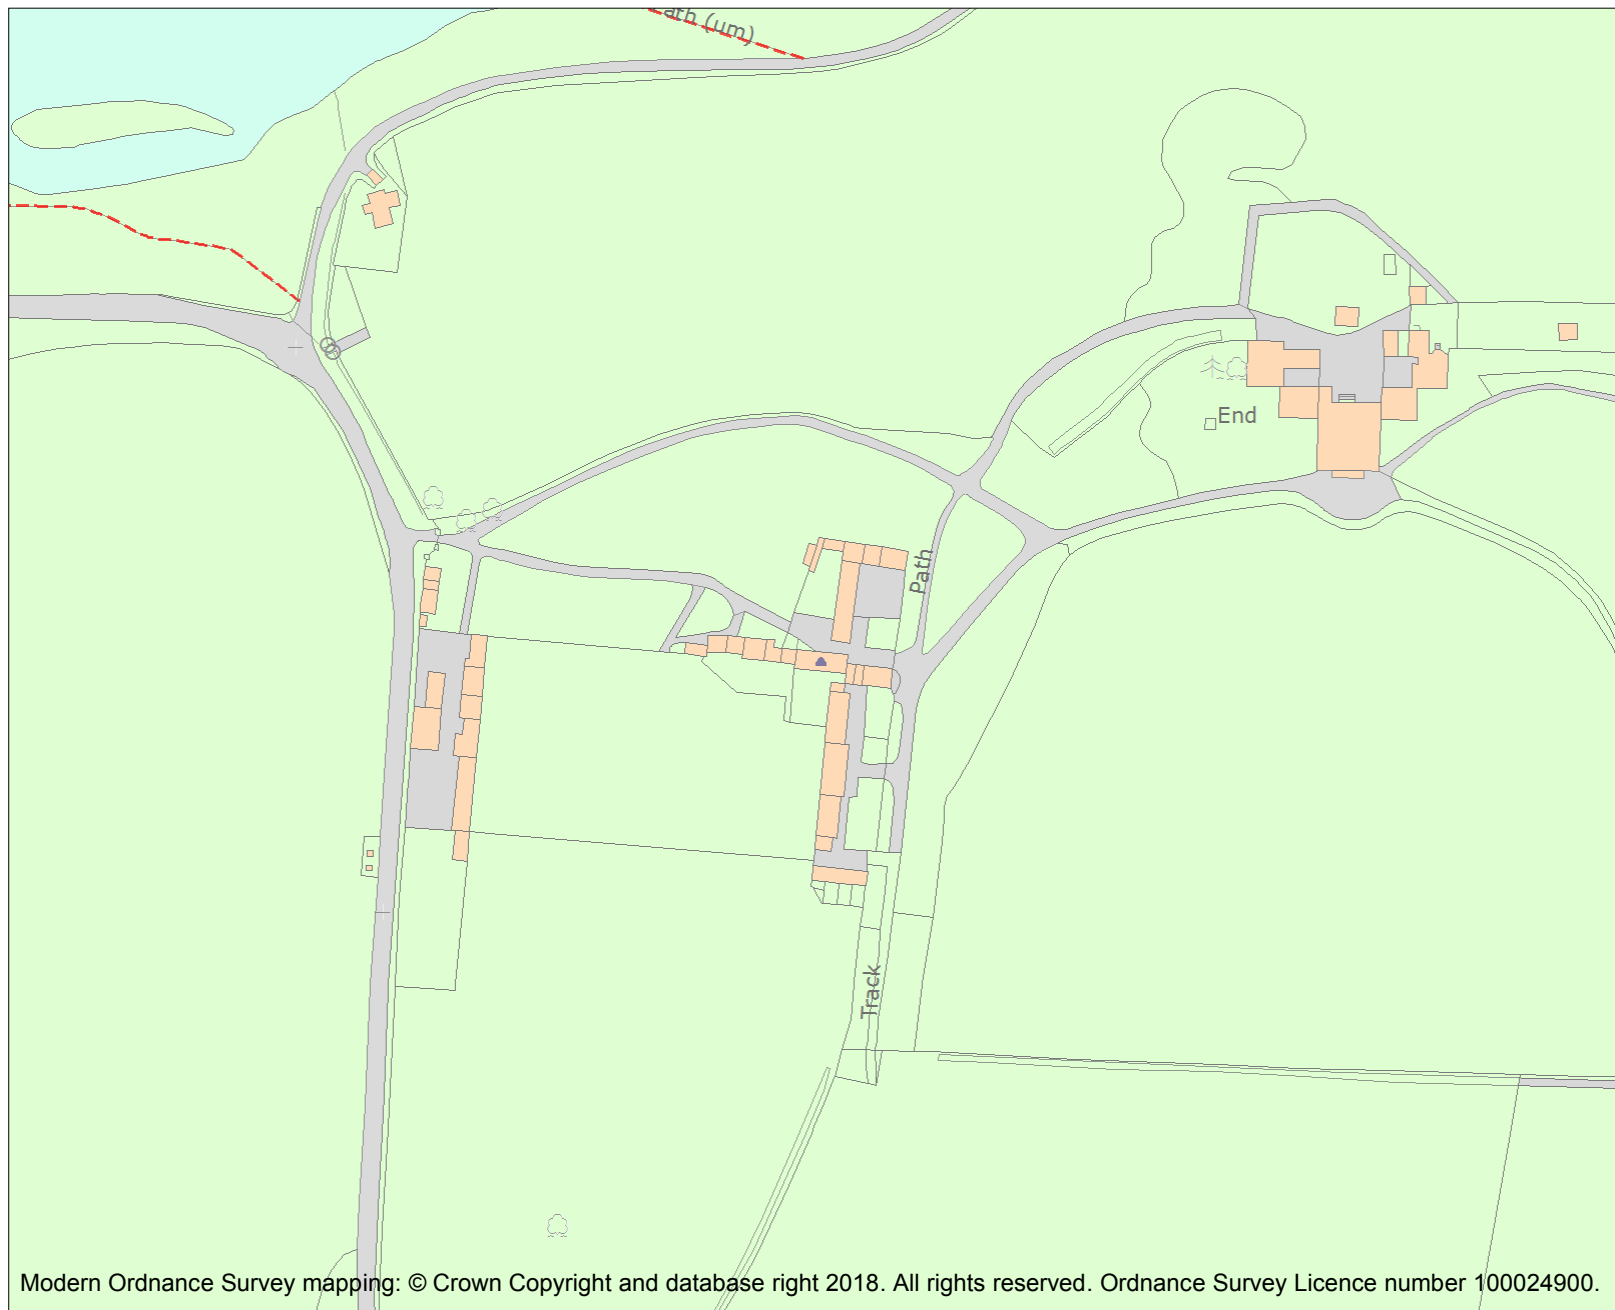 ath (um)
End
Path
Track
Modern Ordnance Survey mapping: © Crown Copyright and database right 2018. All rights reserved. Ordnance Survey Licence number 100024900.